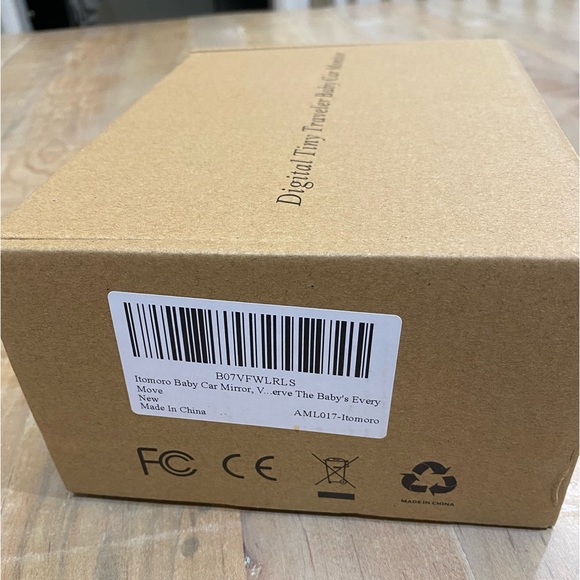 Digital Tiny Traveler Baby Car Mirror
B07VFWLRLS
Itomoro Baby Car Mirror, V...erve The Baby's Every
Move
New
Made In China AML017-Itomoro
FC CE
MADE IN CHINA